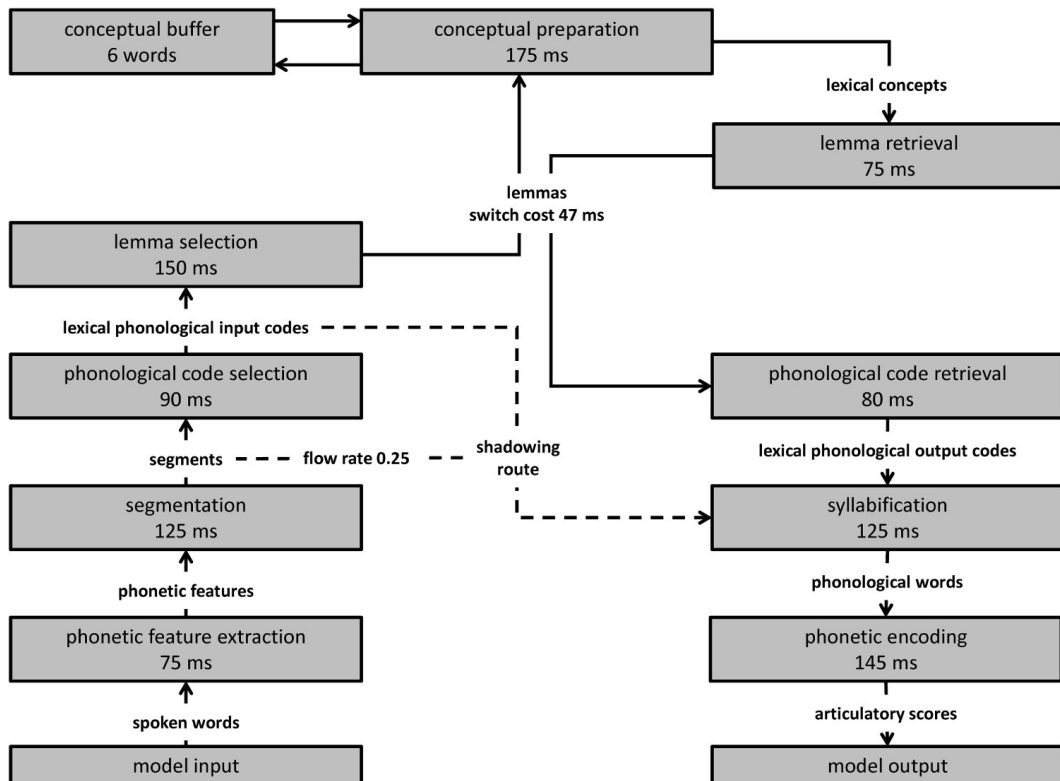 conceptual buffer
6 words
conceptual preparation
175 ms
lexical concepts
lemma retrieval
75 ms
lemmas
switch cost 47 ms
lemma selection
150 ms
lexical phonological input codes
phonological code selection
90 ms
phonological code retrieval
80 ms
segments
flow rate 0.25
shadowing
route
lexical phonological output codes
segmentation
125 ms
syllabification
125 ms
phonetic features
phonological words
phonetic feature extraction
75 ms
phonetic encoding
145 ms
spoken words
articulatory scores
model input
model output